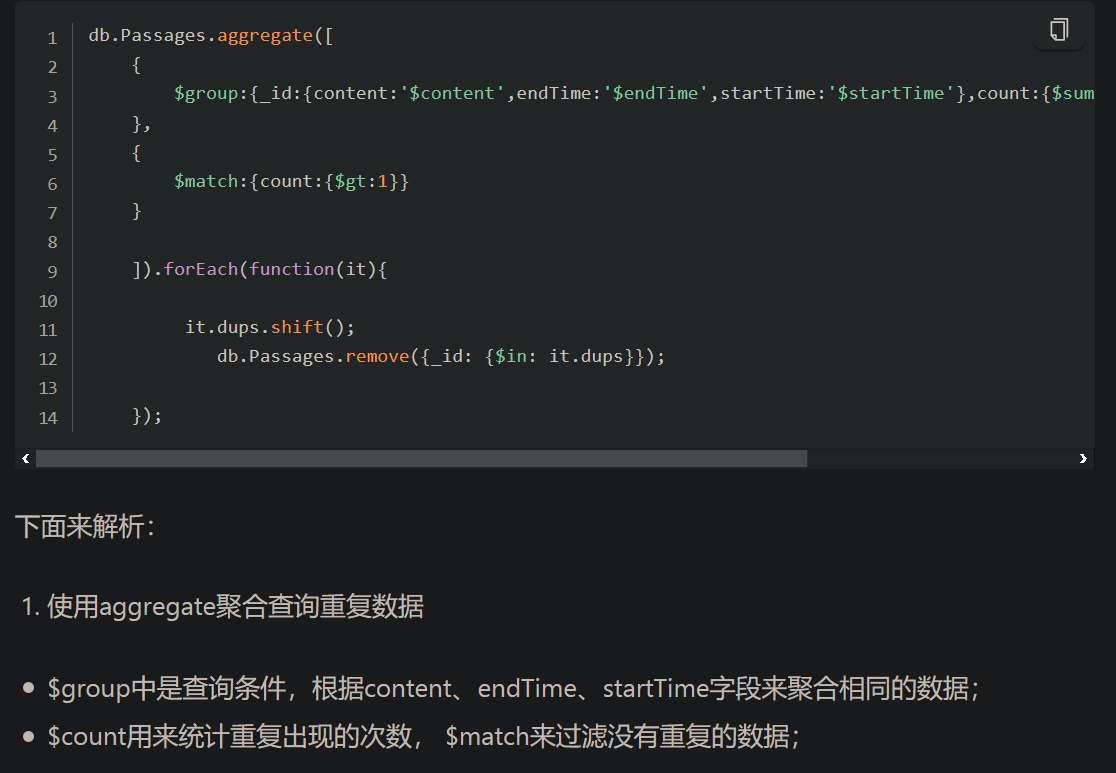 1 db.Passages.aggregate([
2 {
3 $group:{_id:{content:'$content',endTime:'$endTime',startTime:'$startTime'},count:{$sum
4 },
5 {
6 $match:{count:{$gt:1}}
7 }
8
9 ]).forEach(function(it){
10
11 it.dups.shift();
12 db.Passages.remove({_id: {$in: it.dups}});
13
14 });
下面来解析：
1. 使用aggregate聚合查询重复数据
● $group中是查询条件，根据content、endTime、startTime字段来聚合相同的数据；
● $count用来统计重复出现的次数， $match来过滤没有重复的数据；